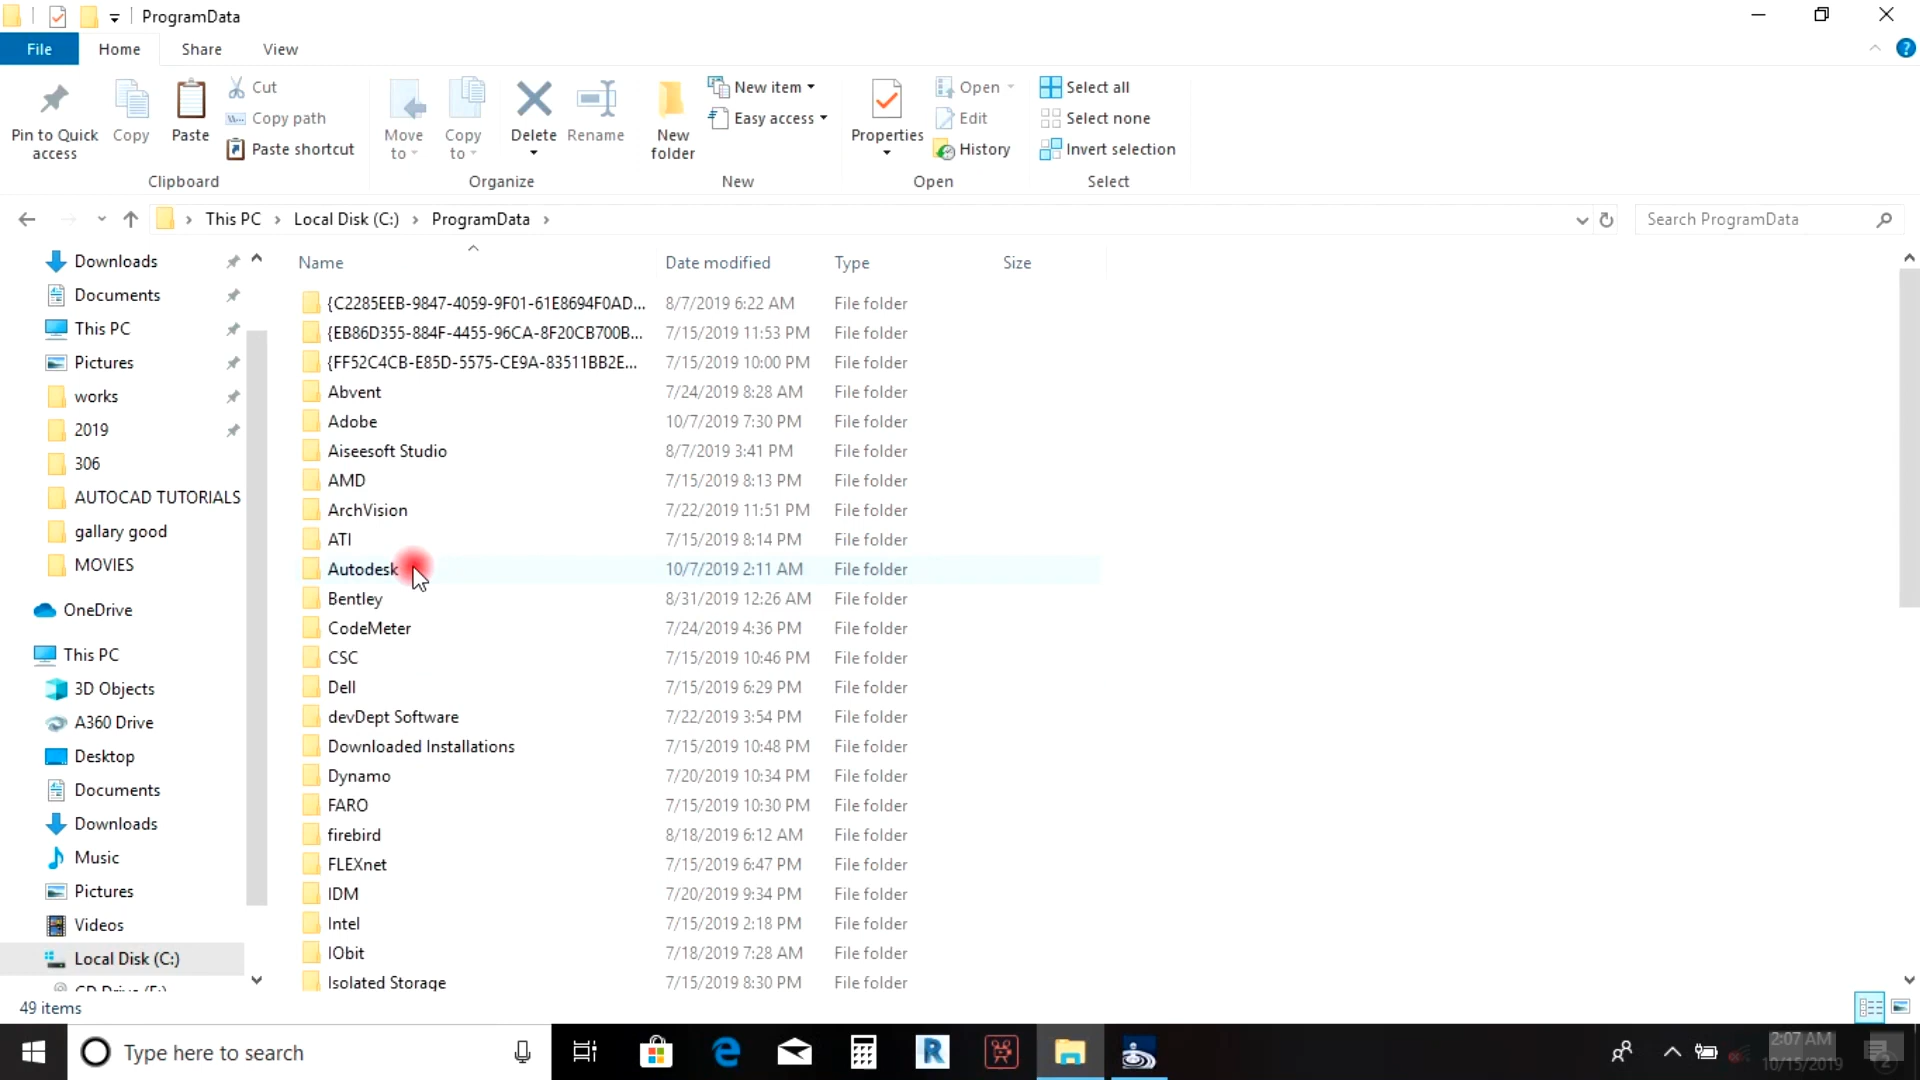 ProgramData
File Home Share View
Pin to Quick access
Copy
Paste
Cut
Copy path
Paste shortcut
Clipboard
Move to
Copy to
Delete
Rename
Organize
New folder
New item
Easy access
New
Properties
Open
Edit
History
Open
Select all
Select none
Invert selection
Select
This PC Local Disk (C:) ProgramData
Search ProgramData
Downloads
Documents
This PC
Pictures
works
2019
306
AUTOCAD TUTORIALS
gallary good
MOVIES
OneDrive
This PC
3D Objects
A360 Drive
Desktop
Documents
Downloads
Music
Pictures
Videos
Local Disk (C:)
Name Date modified Type Size
{C2285EEB-9847-4059-9F01-61E8694F0AD... 8/7/2019 6:22 AM File folder
{EB86D355-884F-4455-96CA-8F20CB700B... 7/15/2019 11:53 PM File folder
{FF52C4CB-E85D-5575-CE9A-83511BB2E... 7/15/2019 10:00 PM File folder
Abvent 7/24/2019 8:28 AM File folder
Adobe 10/7/2019 7:30 PM File folder
Aiseesoft Studio 8/7/2019 3:41 PM File folder
AMD 7/15/2019 8:13 PM File folder
ArchVision 7/22/2019 11:51 PM File folder
ATI 7/15/2019 8:14 PM File folder
Autodesk 10/7/2019 2:11 AM File folder
Bentley 8/31/2019 12:26 AM File folder
CodeMeter 7/24/2019 4:36 PM File folder
CSC 7/15/2019 10:46 PM File folder
Dell 7/15/2019 6:29 PM File folder
devDept Software 7/22/2019 3:54 PM File folder
Downloaded Installations 7/15/2019 10:48 PM File folder
Dynamo 7/20/2019 10:34 PM File folder
FARO 7/15/2019 10:30 PM File folder
firebird 8/18/2019 6:12 AM File folder
FLEXnet 7/15/2019 6:47 PM File folder
IDM 7/20/2019 9:34 PM File folder
Intel 7/15/2019 2:18 PM File folder
IObit 7/18/2019 7:28 AM File folder
Isolated Storage 7/15/2019 8:30 PM File folder
49 items
Type here to search
2:07 AM
10/15/2019
2